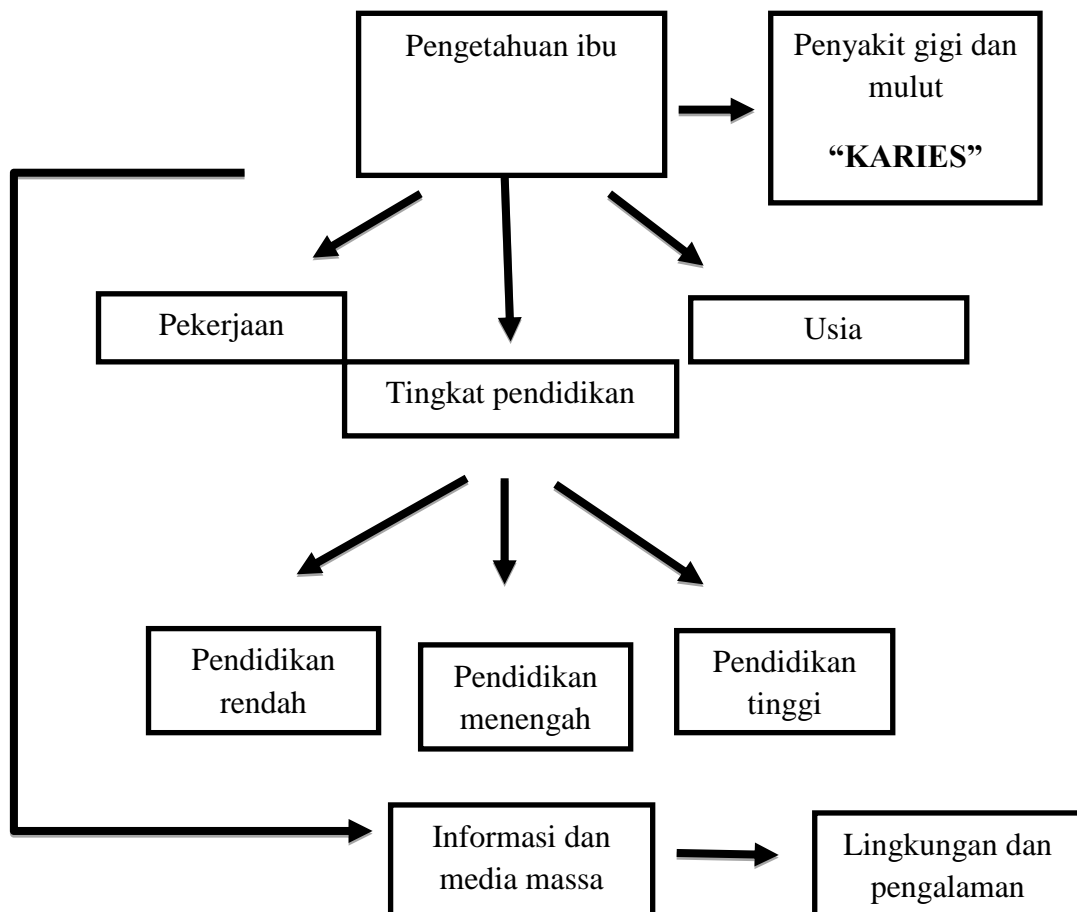 Pengetahuan ibu
Penyakit gigi dan
mulut
“KARIES”
Pekerjaan
Usia
Tingkat pendidikan
Pendidikan
rendah
Pendidikan
menengah
Pendidikan
tinggi
Informasi dan
media massa
Lingkungan dan
pengalaman